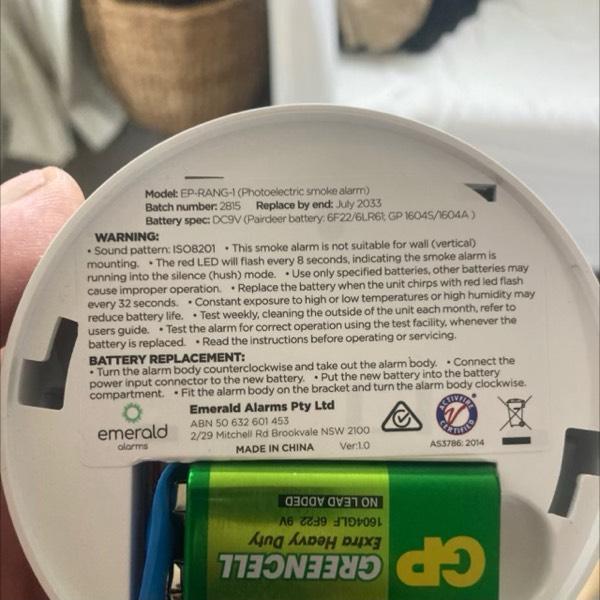 Model: EP-RANG-1 (Photoelectric smoke alarm)
Batch number: 2815 Replace by end: July 2033
Battery spec: DC9V (Pairdeer battery: 6F22/6LR61; GP 1604S/1604A )
WARNING:
• Sound pattern: ISO8201 • This smoke alarm is not suitable for wall (vertical)
mounting. • The red LED will flash every 8 seconds, indicating the smoke alarm is
running into the silence (hush) mode. • Use only specified batteries, other batteries may
cause improper operation. • Replace the battery when the unit chirps with red led flash
every 32 seconds. • Constant exposure to high or low temperatures or high humidity may
reduce battery life. • Test weekly, cleaning the outside of the unit each month, refer to
users guide. • Test the alarm for correct operation using the test facility, whenever the
battery is replaced. • Read the instructions before operating or servicing.
BATTERY REPLACEMENT:
• Turn the alarm body counterclockwise and take out the alarm body. • Connect the
power input connector to the new battery. • Put the new battery into the battery
compartment. • Fit the alarm body on the bracket and turn the alarm body clockwise.
emerald
alarms
Emerald Alarms Pty Ltd
ABN 50 632 601 453
2/29 Mitchell Rd Brookvale NSW 2100
MADE IN CHINA Ver:1.0
ACTIVFIRE
CERTIFIED
AS3786: 2014
GP
GREENCELL
Extra Heavy Duty
1604GLF 6F22 9V
NO LEAD ADDED